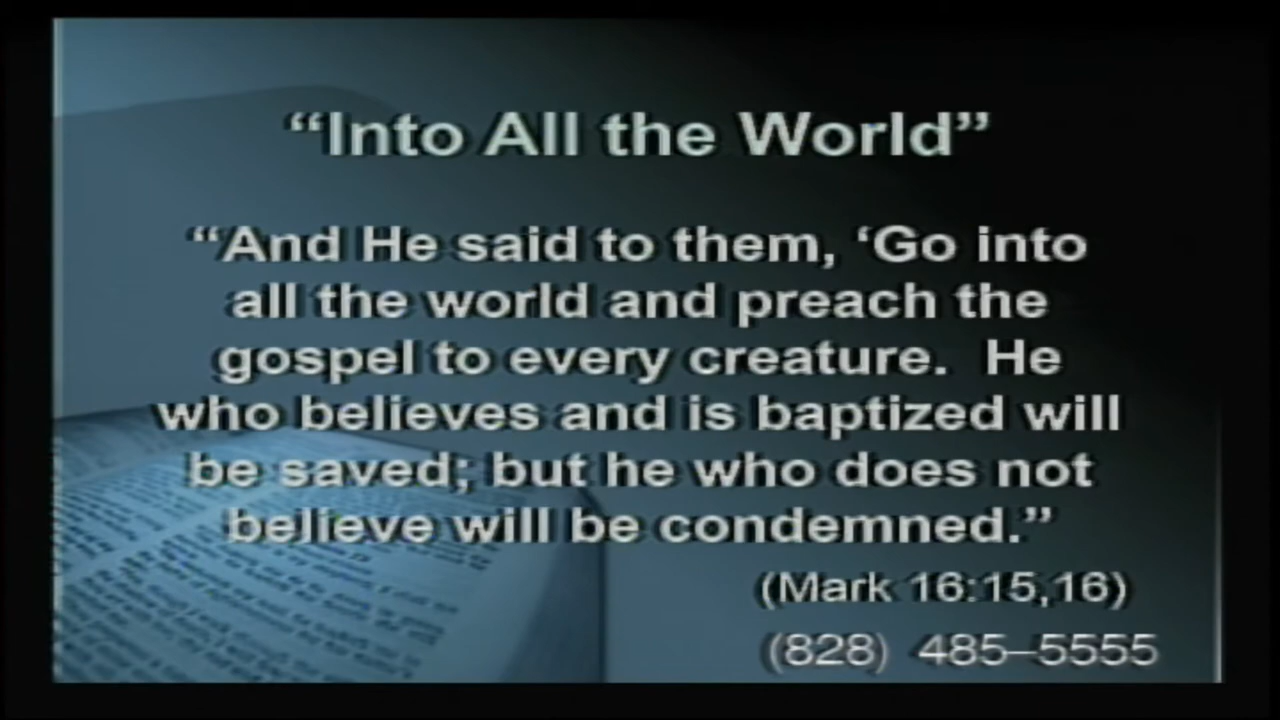 “Into All the World”
“And He said to them, ‘Go into
all the world and preach the
gospel to every creature.  He
who believes and is baptized will
be saved; but he who does not
believe will be condemned.”
(Mark 16:15,16)
(828) 485–5555